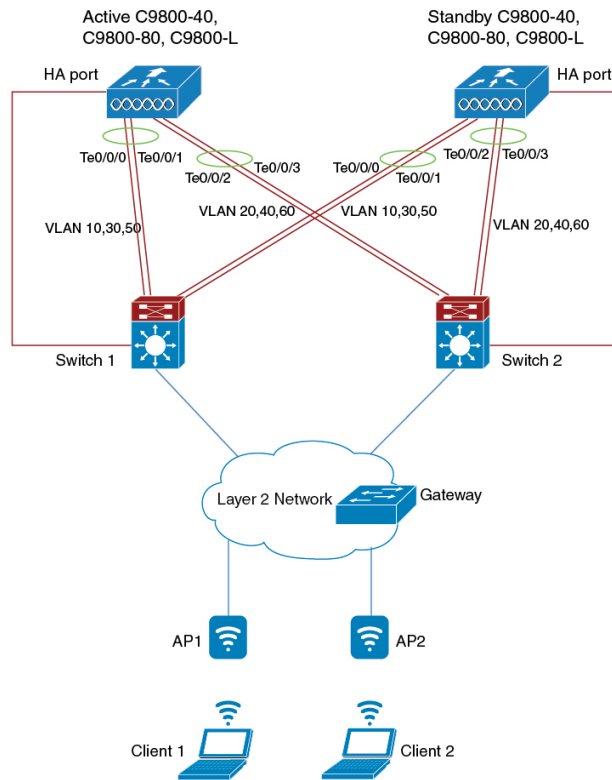 Active C9800-40,
C9800-80, C9800-L
Standby C9800-40,
C9800-80, C9800-L
HA port
HA port
Te0/0/0
Te0/0/1
Te0/0/2
Te0/0/3
Te0/0/0
Te0/0/1
Te0/0/2
Te0/0/3
VLAN 10,30,50
VLAN 20,40,60
VLAN 10,30,50
VLAN 20,40,60
Switch 1
Switch 2
Layer 2 Network
Gateway
AP1
AP2
Client 1
Client 2